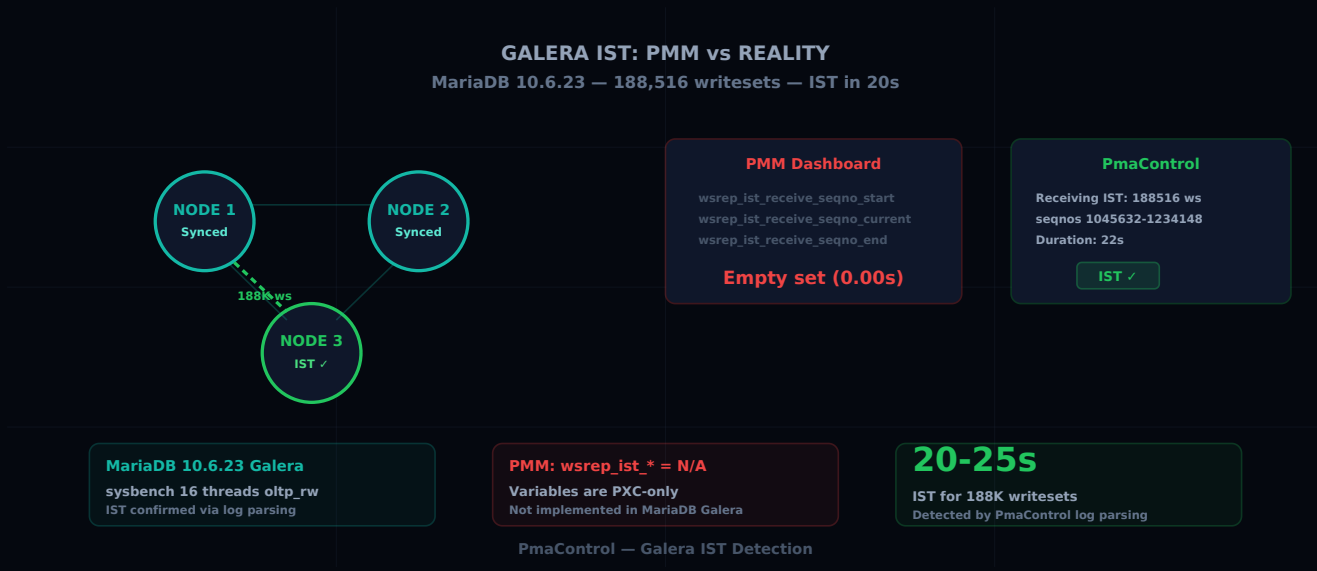 GALERA IST: PMM vs REALITY
MariaDB 10.6.23 — 188,516 writesets — IST in 20s
NODE 1
Synced
NODE 2
Synced
188K ws
NODE 3
IST ✓
PMM Dashboard
wsrep_ist_receive_seqno_start
wsrep_ist_receive_seqno_current
wsrep_ist_receive_seqno_end
Empty set (0.00s)
PmaControl
Receiving IST: 188516 ws
seqnos 1045632-1234148
Duration: 22s
IST ✓
MariaDB 10.6.23 Galera
sysbench 16 threads oltp_rw
IST confirmed via log parsing
PMM: wsrep_ist_* = N/A
Variables are PXC-only
Not implemented in MariaDB Galera
20-25s
IST for 188K writesets
Detected by PmaControl log parsing
PmaControl — Galera IST Detection